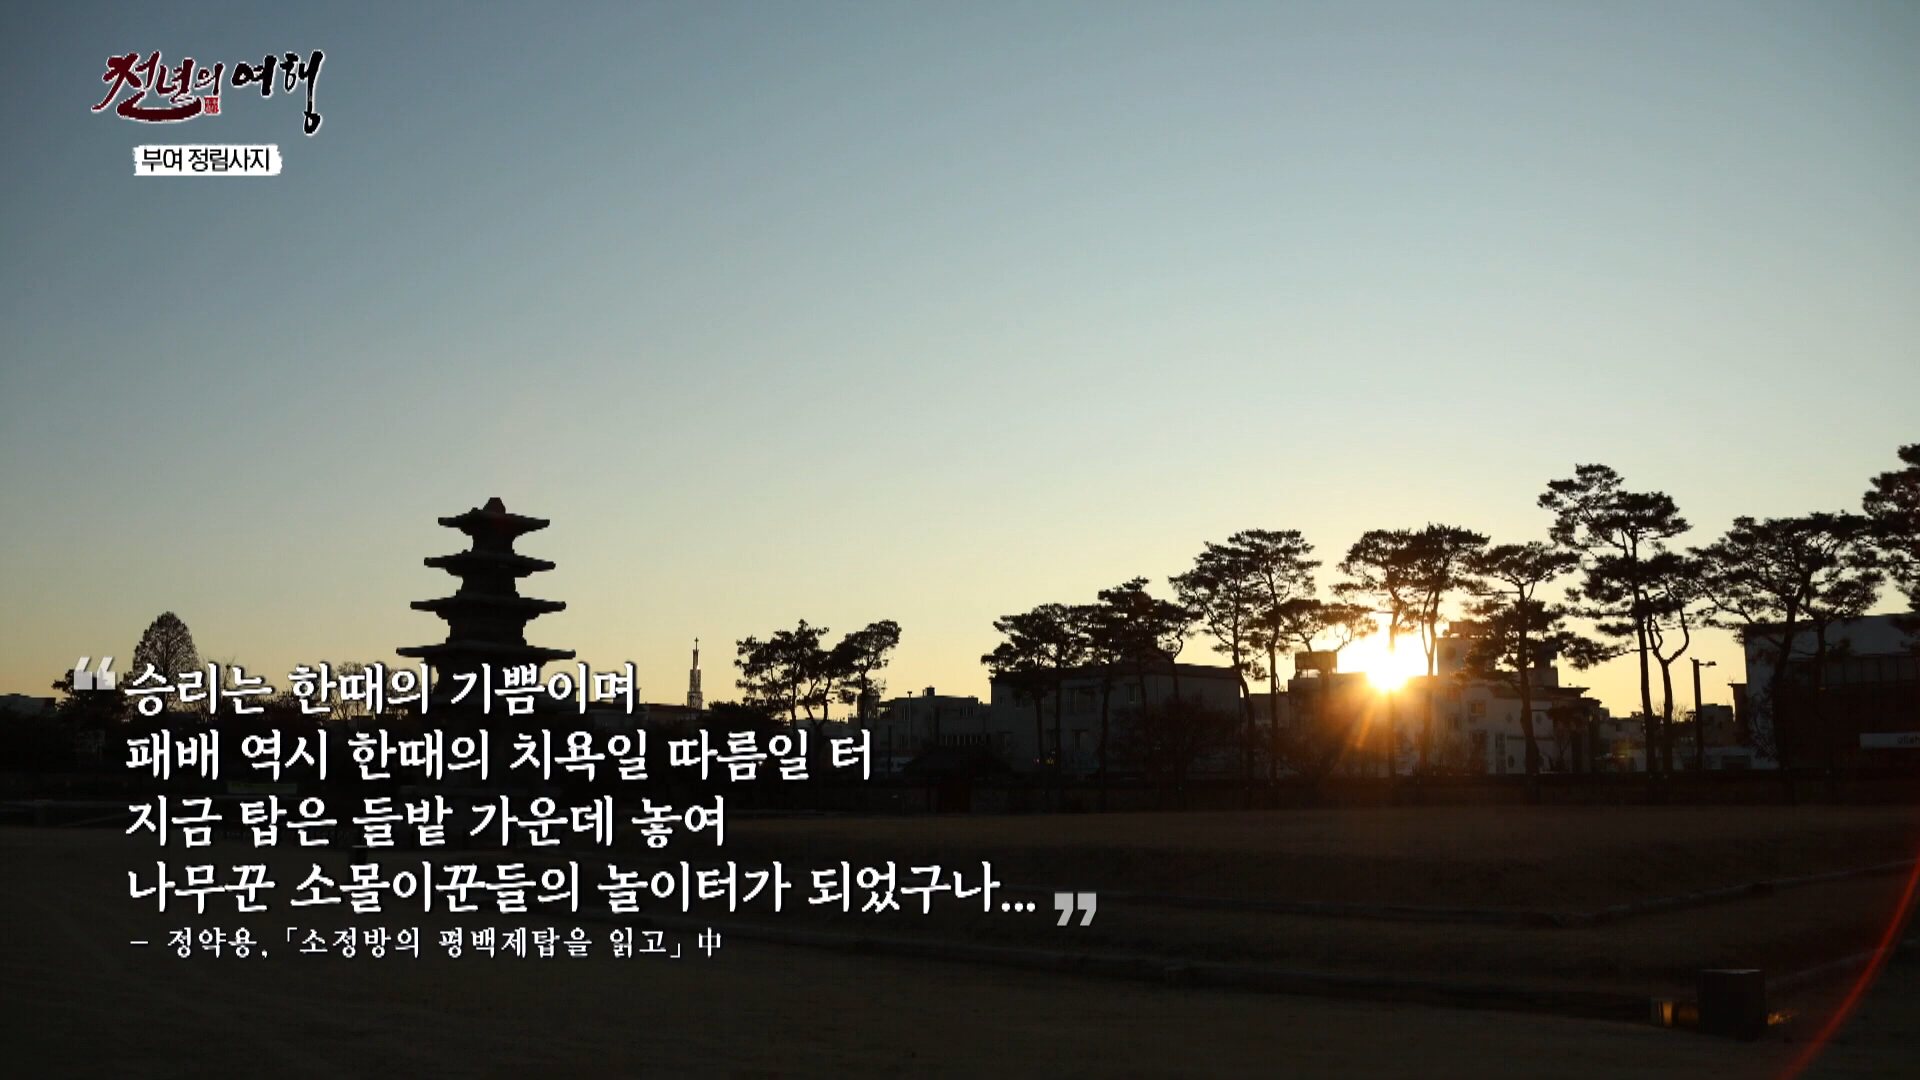 천년의 여행
부여 정림사지
“승리는 한때의 기쁨이며
패배 역시 한때의 치욕일 따름일 터
지금 탑은 들밭 가운데 놓여
나무꾼 소몰이꾼들의 놀이터가 되었구나...”
- 정약용, 「소정방의 평백제탑을 읽고」 中